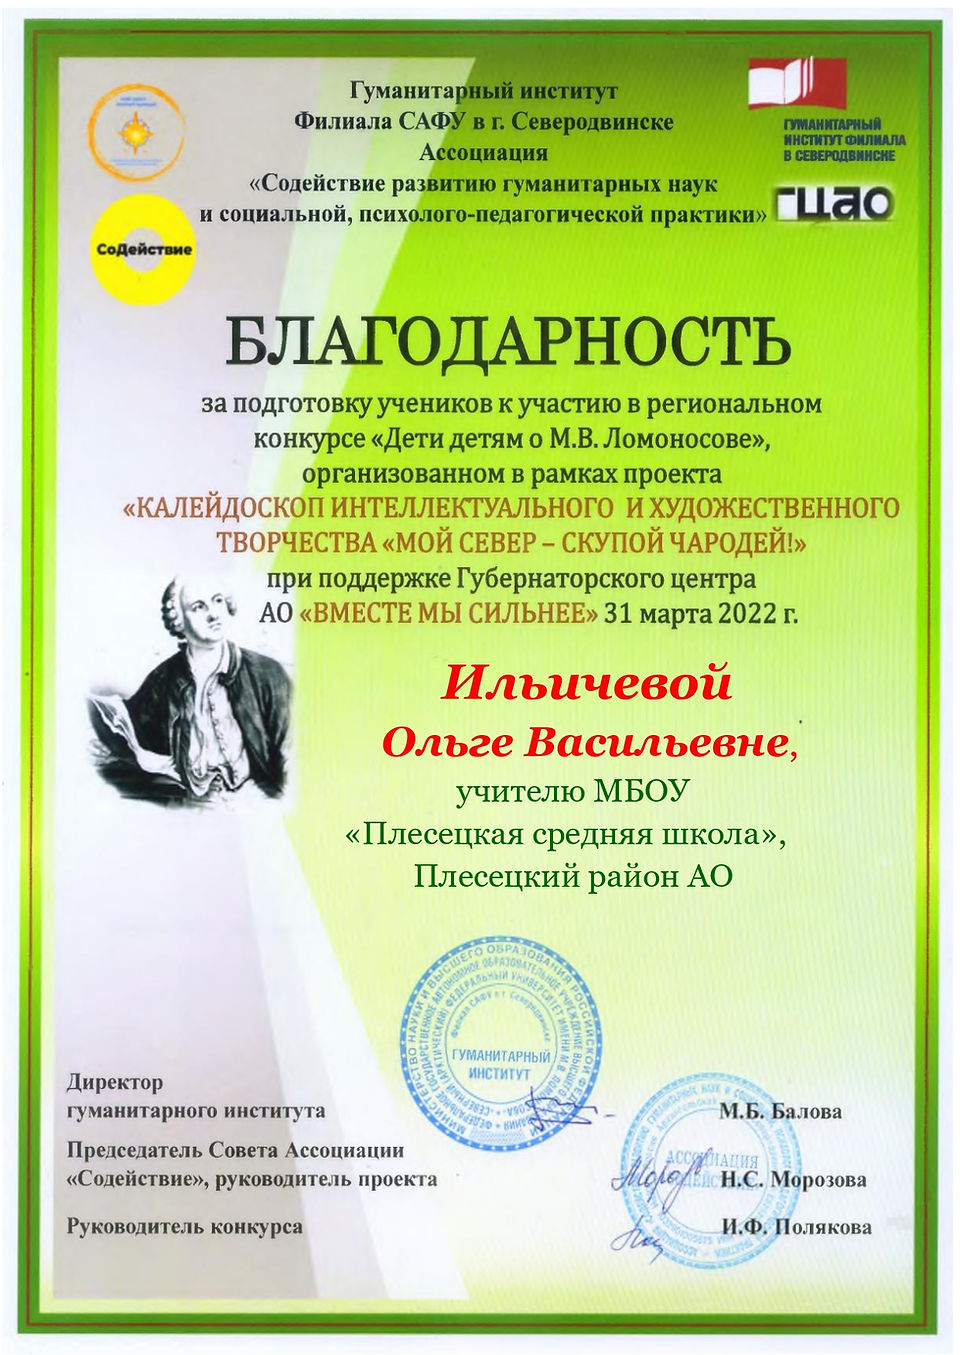 Гуманитарный институт
Филиала САФУ в г. Северодвинске
Ассоциация
«Содействие развитию гуманитарных наук
и социальной, психолого-педагогической практики»
СоДействие
ГУМАНИТАРНЫЙ
ИНСТИТУТ ФИЛИАЛА
В СЕВЕРОДВИНСКЕ
гцао
БЛАГОДАРНОСТЬ
за подготовку учеников к участию в региональном
конкурсе «Дети детям о М.В. Ломоносове»,
организованном в рамках проекта
«КАЛЕЙДОСКОП ИНТЕЛЛЕКТУАЛЬНОГО И ХУДОЖЕСТВЕННОГО
ТВОРЧЕСТВА «МОЙ СЕВЕР – СКУПОЙ ЧАРОДЕЙ!»
при поддержке Губернаторского центра
АО «ВМЕСТЕ МЫ СИЛЬНЕЕ» 31 марта 2022 г.
Ильичевой
Ольге Васильевне,
учителю МБОУ
«Плесецкая средняя школа»,
Плесецкий район АО
ГУМАНИТАРНЫЙ
ИНСТИТУТ
Директор
гуманитарного института М.Б. Балова
Председатель Совета Ассоциации
«Содействие», руководитель проекта Н.С. Морозова
Руководитель конкурса И.Ф. Полякова
АССОЦИАЦИЯ